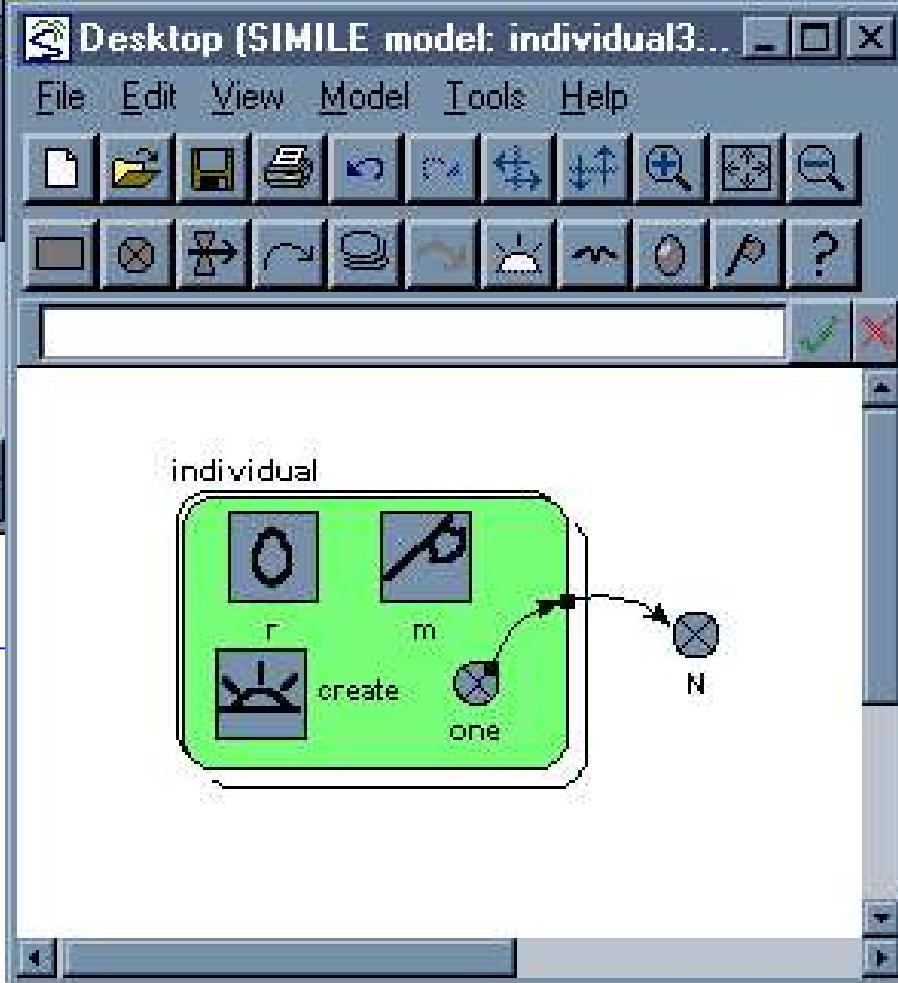 Desktop (SIMILE model: individual3...
File Edit View Model Tools Help
?
individual
r m
create
one
N